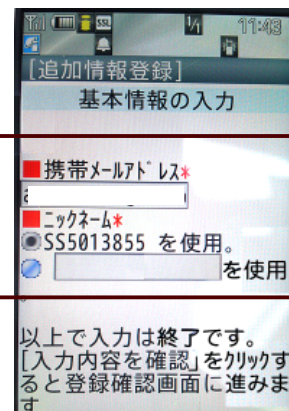 SSL 1/1 11:43
[追加情報登録]
基本情報の入力
■携帯メールアドレス*
■ニックネーム*
SS5013855 を使用。
を使用
。
以上で入力は終了です。
[入力内容を確認」をクリックす
ると登録確認画面に進みま
す